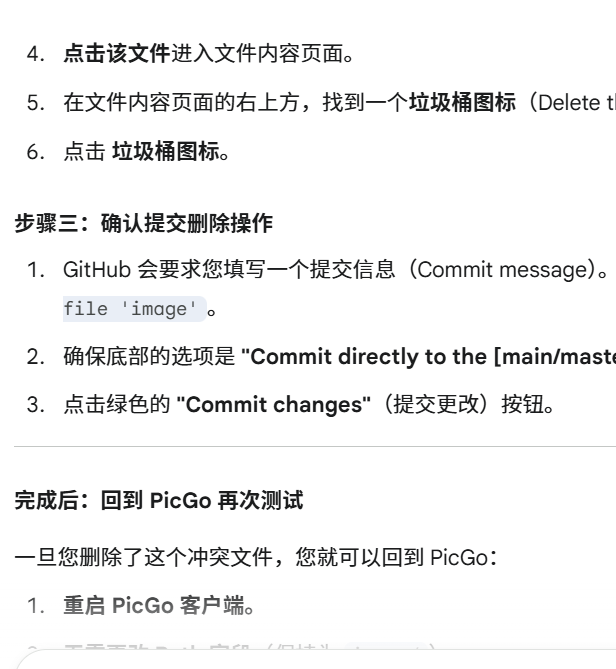 4. 点击该文件进入文件内容页面。
5. 在文件内容页面的右上方，找到一个垃圾桶图标（Delete
6. 点击 垃圾桶图标。
步骤三：确认提交删除操作
1. GitHub 会要求您填写一个提交信息（Commit message）。
file 'image' 。
2. 确保底部的选项是 "Commit directly to the [main/maste
3. 点击绿色的 "Commit changes"（提交更改）按钮。
完成后：回到 PicGo 再次测试
一旦您删除了这个冲突文件，您就可以回到 PicGo：
1. 重启 PicGo 客户端。